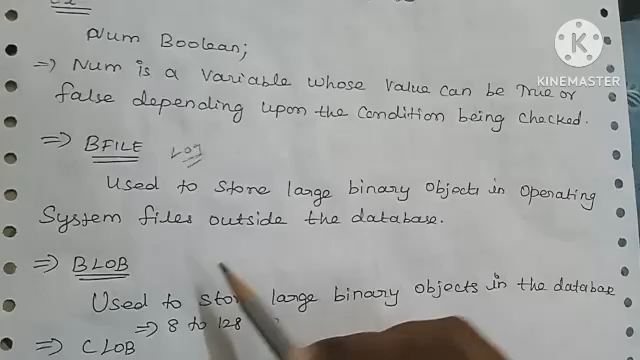 Num Boolean;
KINEMASTER
=> Num is a variable whose value can be True or
false depending upon the condition being checked.
=> BFILE
Used to store large binary objects in operating
System files outside the database.
=> BLOB
Used to store large binary objects in the database
=> 8 to 128
=> CLOB